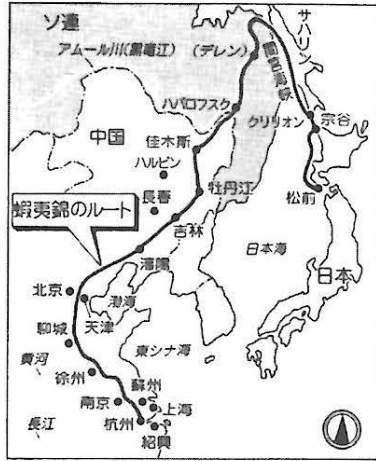 ソ連
サハリン
アムール川(黒竜江)
(デレン)
ハバロフスク
クリリオン
宗谷
中国
佳木斯
ハルビン
長春
牡丹江
松前
蝦夷錦のルート
吉林
日本海
瀋陽
日本
北京
渤海
天津
聊城
東シナ海
黄河
徐州
蘇州
南京
上海
長江
杭州
紹興